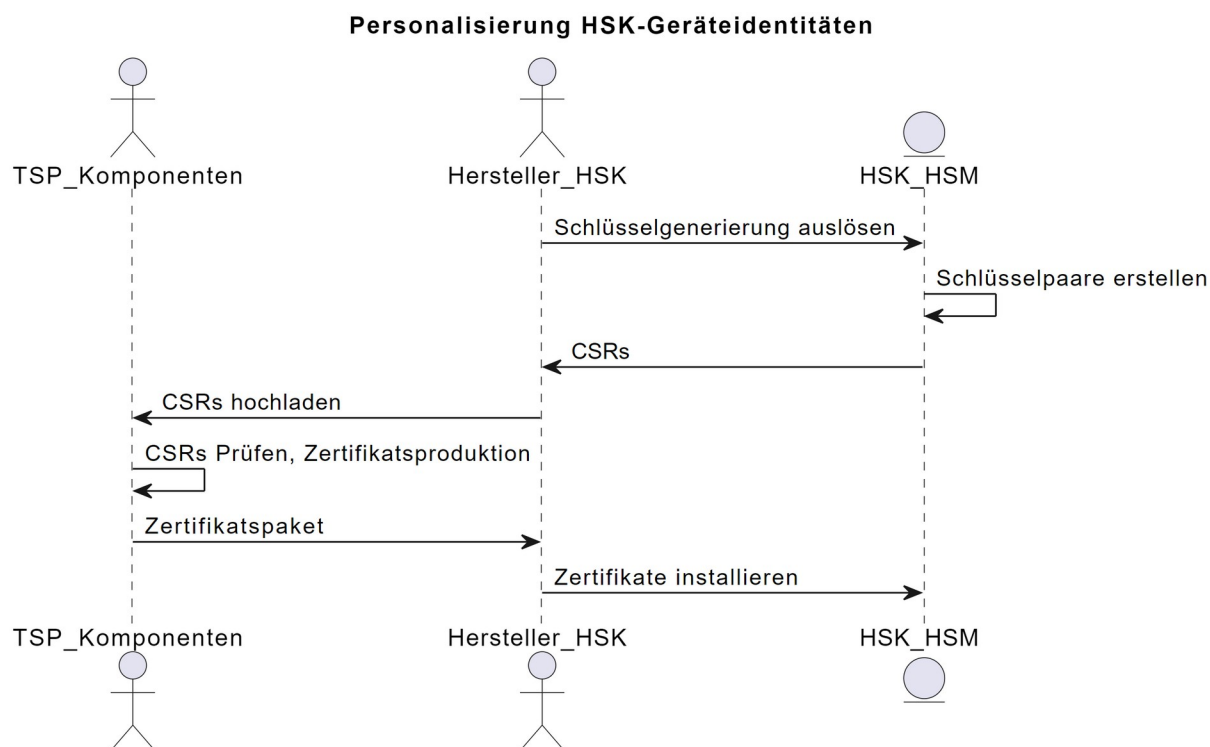 Personalisierung HSK-Geräteidentitäten
TSP_Komponenten
Hersteller_HSK
HSK_HSM
Schlüsselgenerierung auslösen
Schlüsselpaare erstellen
CSRs
CSRs hochladen
CSRs Prüfen, Zertifikatsproduktion
Zertifikatspaket
Zertifikate installieren
TSP_Komponenten
Hersteller_HSK
HSK_HSM